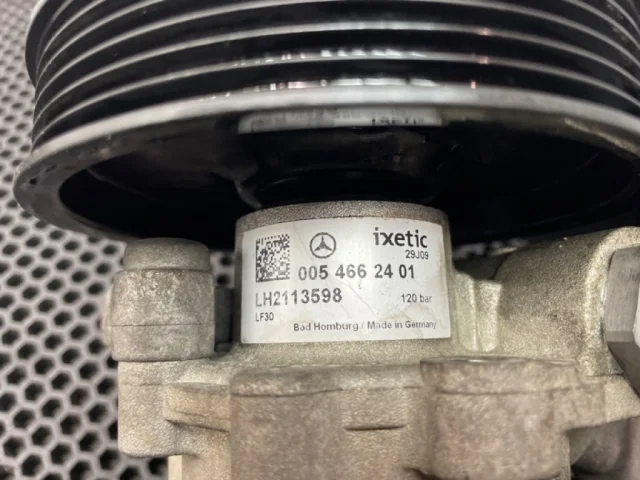 ixetic
29J09
005 466 24 01
LH2113598 120 bar
LF30
Bad Homburg / Made in Germany